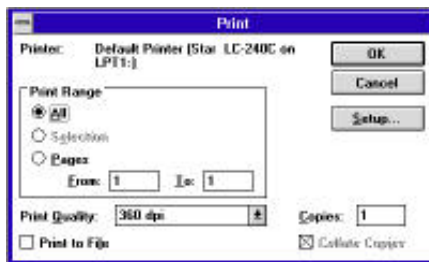 Print
Printer: Default Printer (Star LC-240C on
LPT1:)
OK
Cancel
Setup...
Print Range
All
Selection
Pages
From: 1 To: 1
Print Quality: 360 dpi
Copies: 1
Print to File
Collate Copies